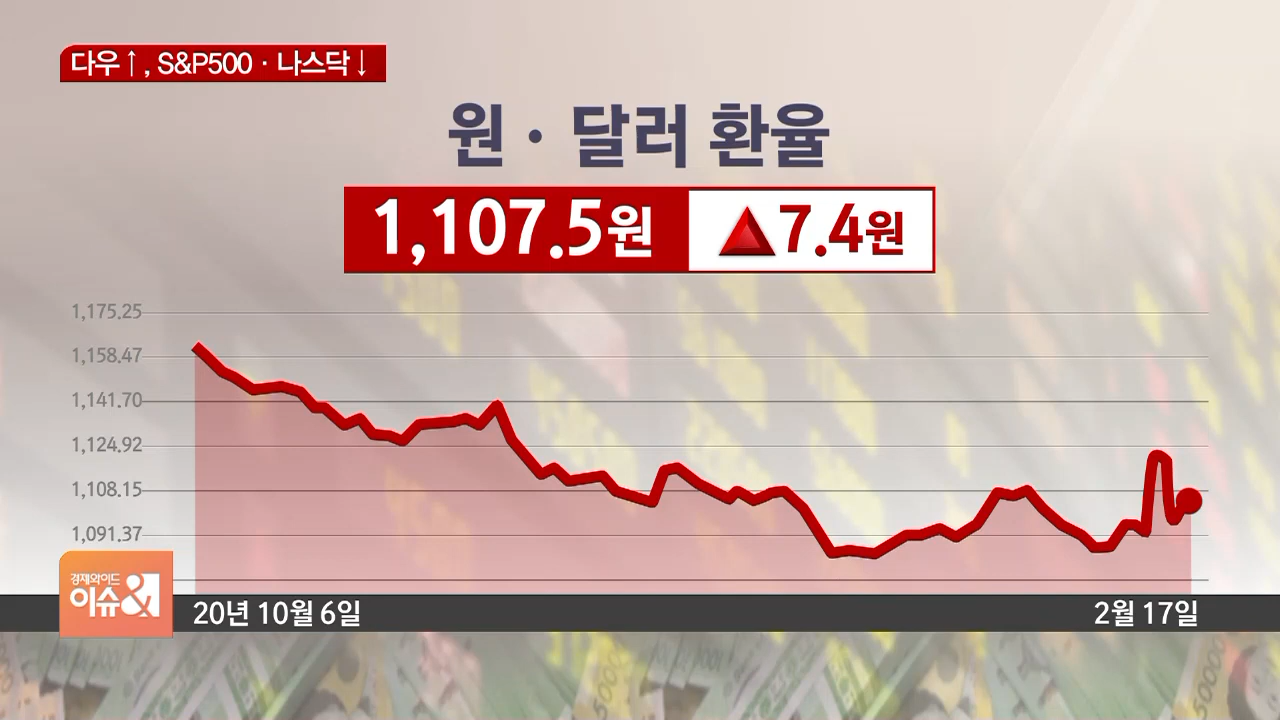 다우↑, S&P500 · 나스닥↓
원 · 달러 환율
1,107.5원 ▲7.4원
1,175.25
1,158.47
1,141.70
1,124.92
1,108.15
1,091.37
경제와이드
이슈&
20년 10월 6일 2월 17일